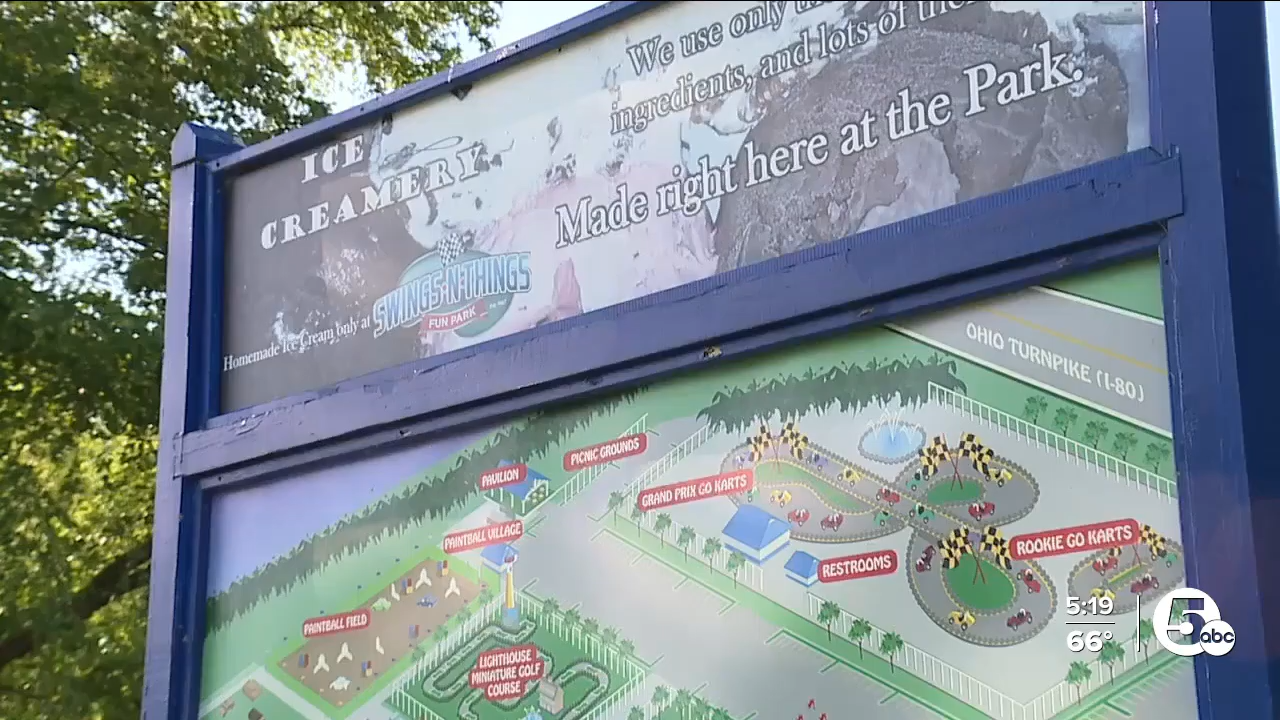 We use only
ingredients, and lots of
Made right here at the Park.
ICE
CREAMERY
Homemade Ice Cream only at
SWINGS-N-THINGS
FUN PARK
OHIO TURNPIKE (I-80)
PICNIC GROUNDS
PAVILION
GRAND PRIX GO KARTS
PAINTBALL VILLAGE
ROOKIE GO KARTS
RESTROOMS
PAINTBALL FIELD
LIGHTHOUSE
MINIATURE GOLF
COURSE
5:19
66°
5
abc